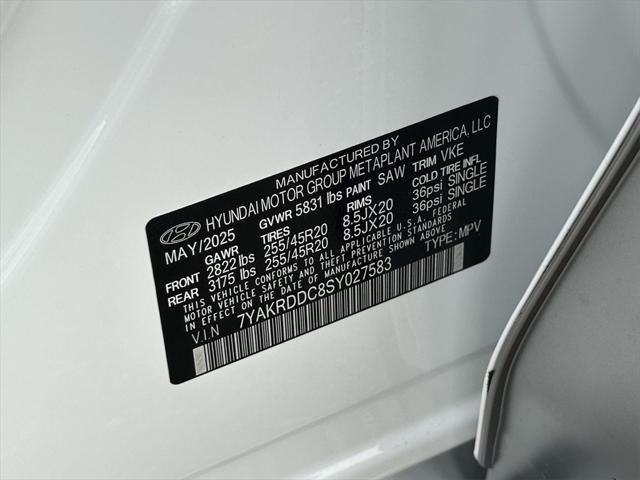 MANUFACTURED BY
HYUNDAI MOTOR GROUP METAPLANT AMERICA, LLC
MAY/2025 GVWR 5831 lbs PAINT SAW TRIM VKE
GAWR TIRES RIMS COLD TIRE INFL
FRONT 2822 lbs 255/45R20 8.5JX20 36psi SINGLE
REAR 3175 lbs 255/45R20 8.5JX20 36psi SINGLE
THIS VEHICLE CONFORMS TO ALL APPLICABLE U.S.A. FEDERAL
MOTOR VEHICLE SAFETY STANDARDS IN EFFECT ON THE DATE OF
MANUFACTURE SHOWN ABOVE.
V.I.N 7YAKRDDC8SY027583 TYPE: MPV